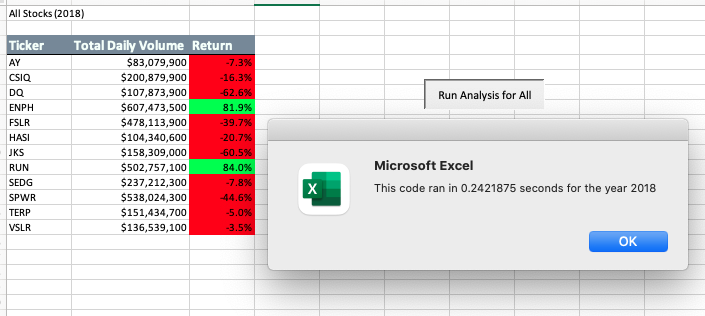 All Stocks (2018)
Ticker Total Daily Volume Return
AY $83,079,900 -7.3%
CSIQ $200,879,900 -16.3%
DQ $107,873,900 -62.6%
ENPH $607,473,500 81.9%
FSLR $478,113,900 -39.7%
HASI $104,340,600 -20.7%
JKS $158,309,000 -60.5%
RUN $502,757,100 84.0%
SEDG $237,212,300 -7.8%
SPWR $538,024,300 -44.6%
TERP $151,434,700 -5.0%
VSLR $136,539,100 -3.5%
Run Analysis for All
Microsoft Excel
X
This code ran in 0.2421875 seconds for the year 2018
OK